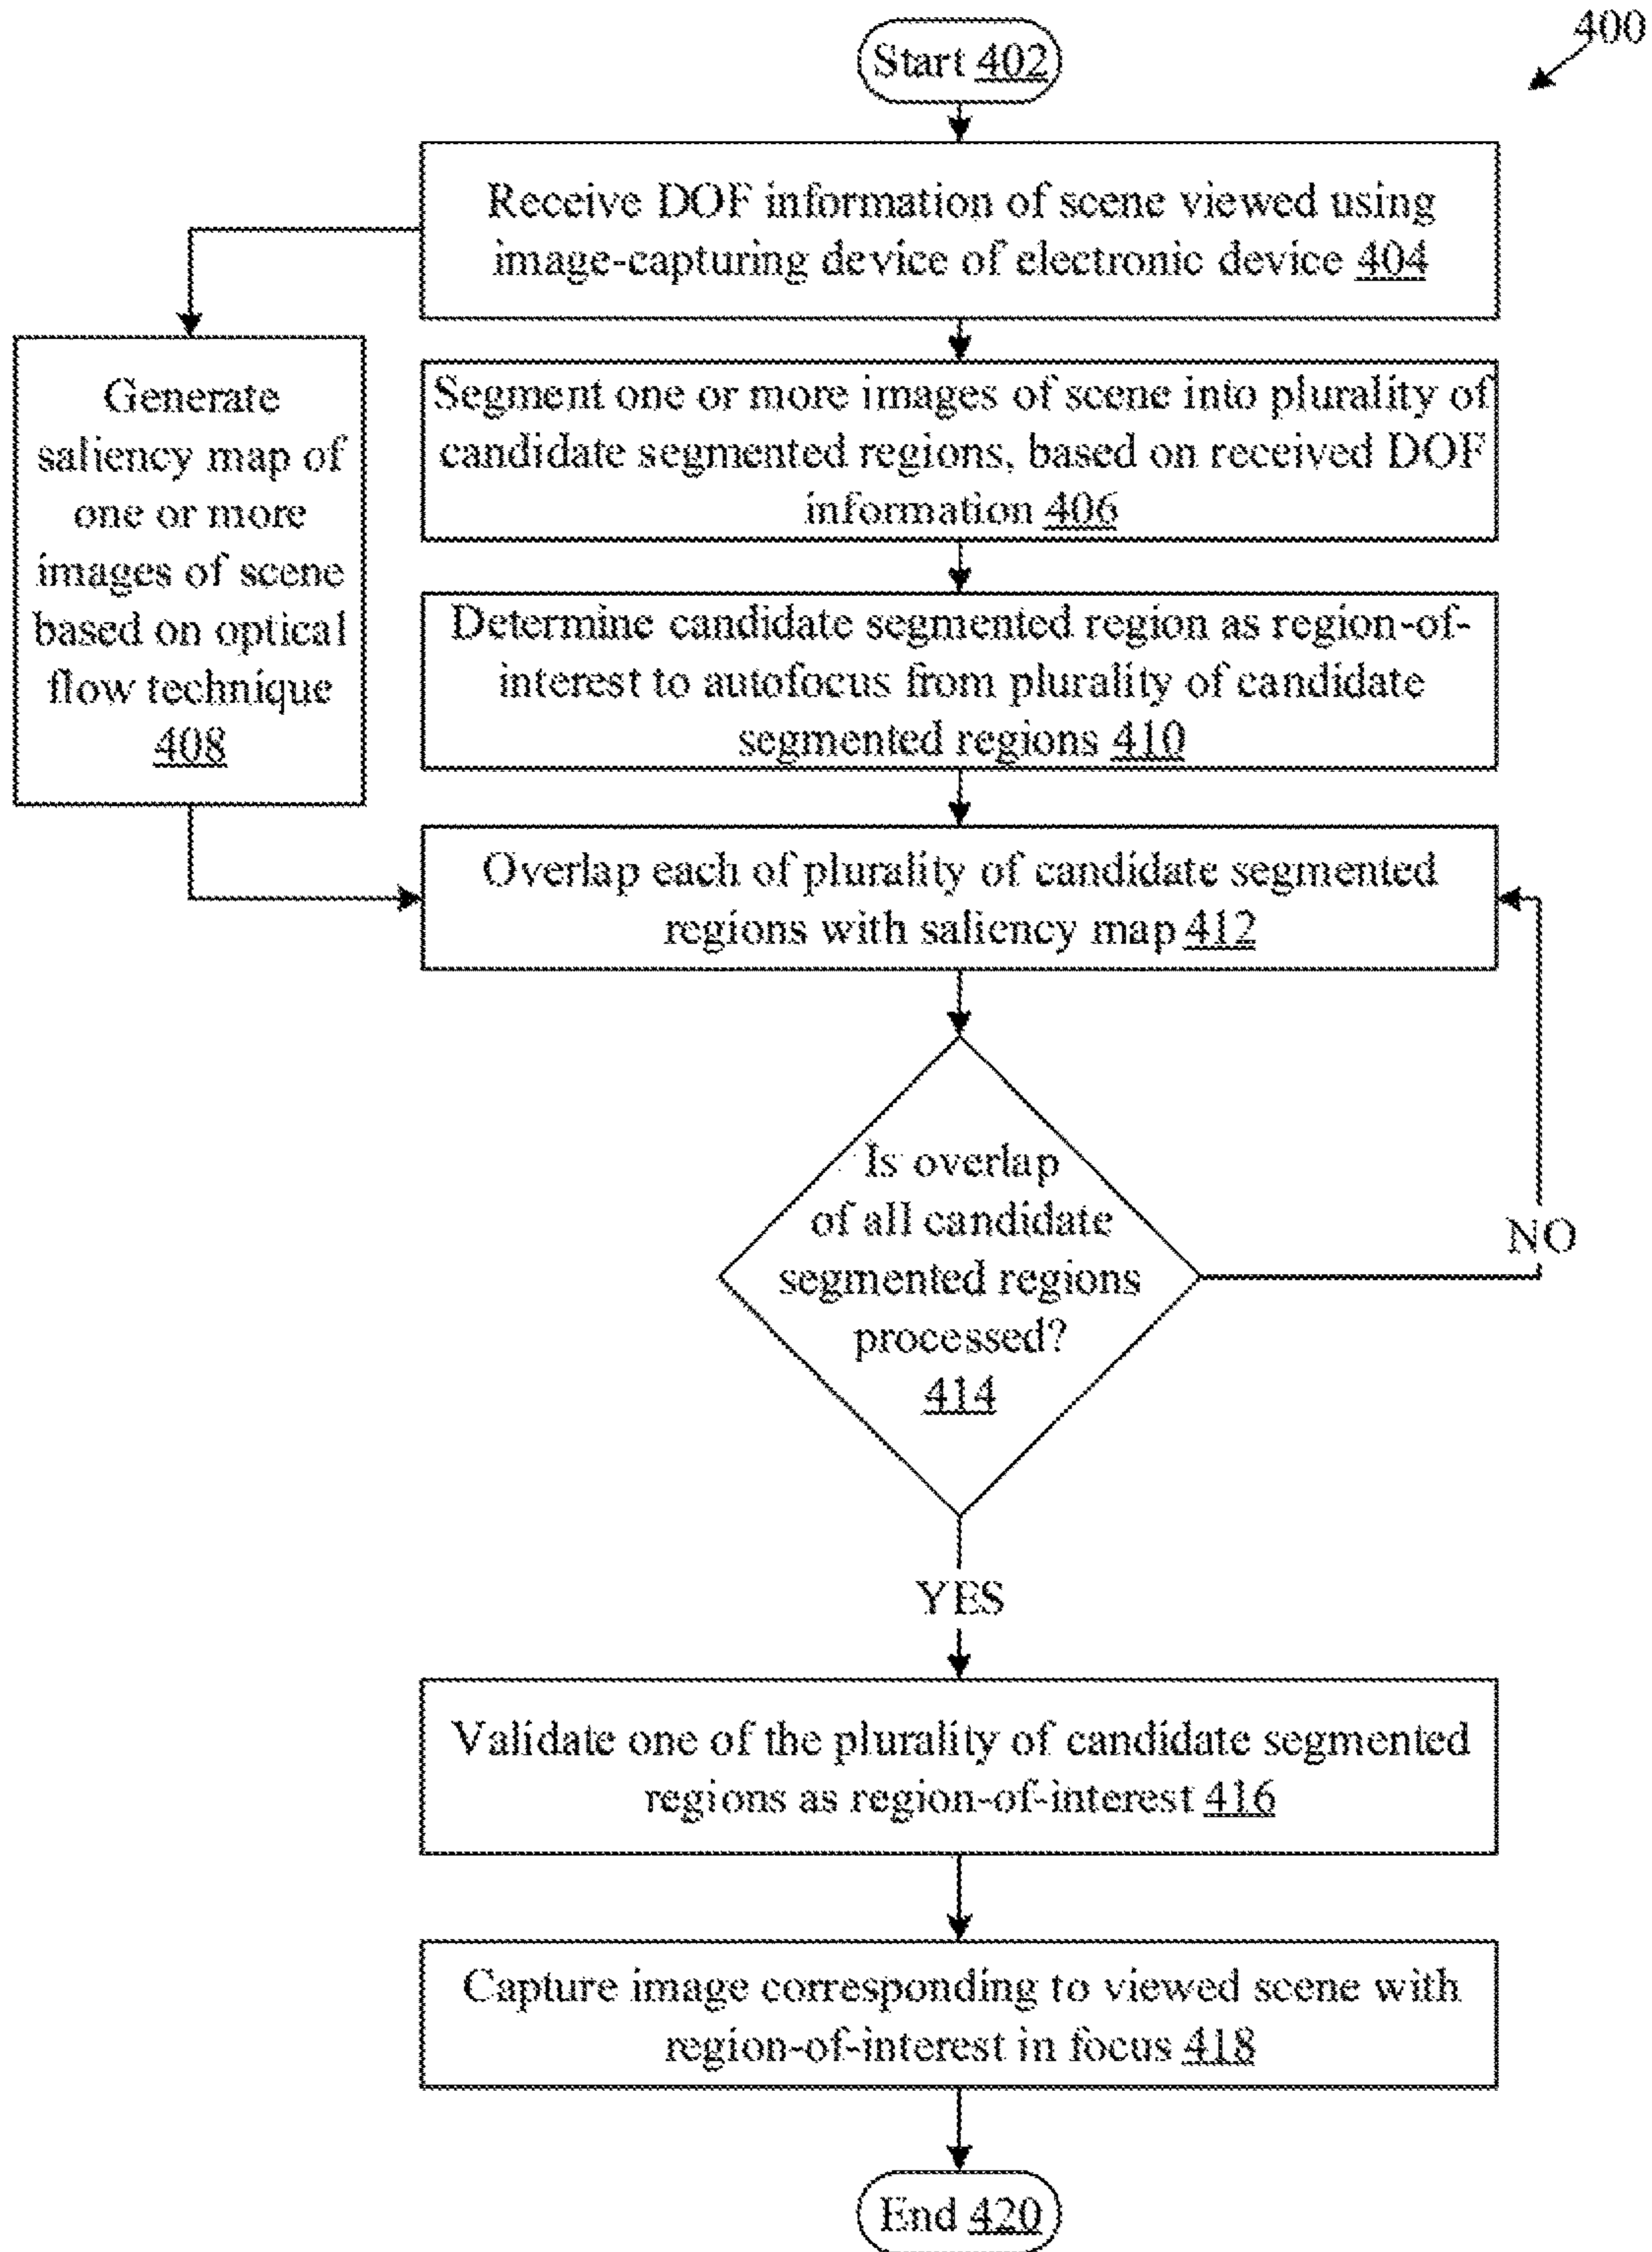 400
Start 402
Receive DOF information of scene viewed using
image-capturing device of electronic device 404
Segment one or more images of scene into plurality of
candidate segmented regions, based on received DOF
information 406
Generate
saliency map of
one or more
images of scene
based on optical
flow technique
408
Determine candidate segmented region as region-of-
interest to autofocus from plurality of candidate
segmented regions 410
Overlap each of plurality of candidate segmented
regions with saliency map 412
Is overlap
of all candidate
segmented regions
processed?
414
NO
YES
Validate one of the plurality of candidate segmented
regions as region-of-interest 416
Capture image corresponding to viewed scene with
region-of-interest in focus 418
End 420